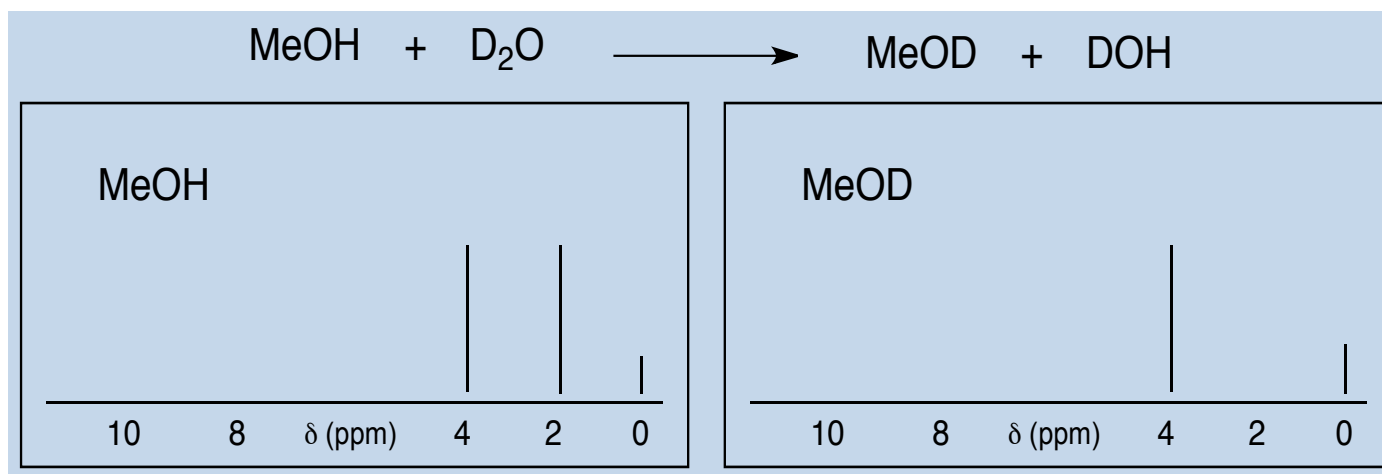 MeOH + D₂O → MeOD + DOH
MeOH
10 8 δ (ppm) 4 2 0
MeOD
10 8 δ (ppm) 4 2 0